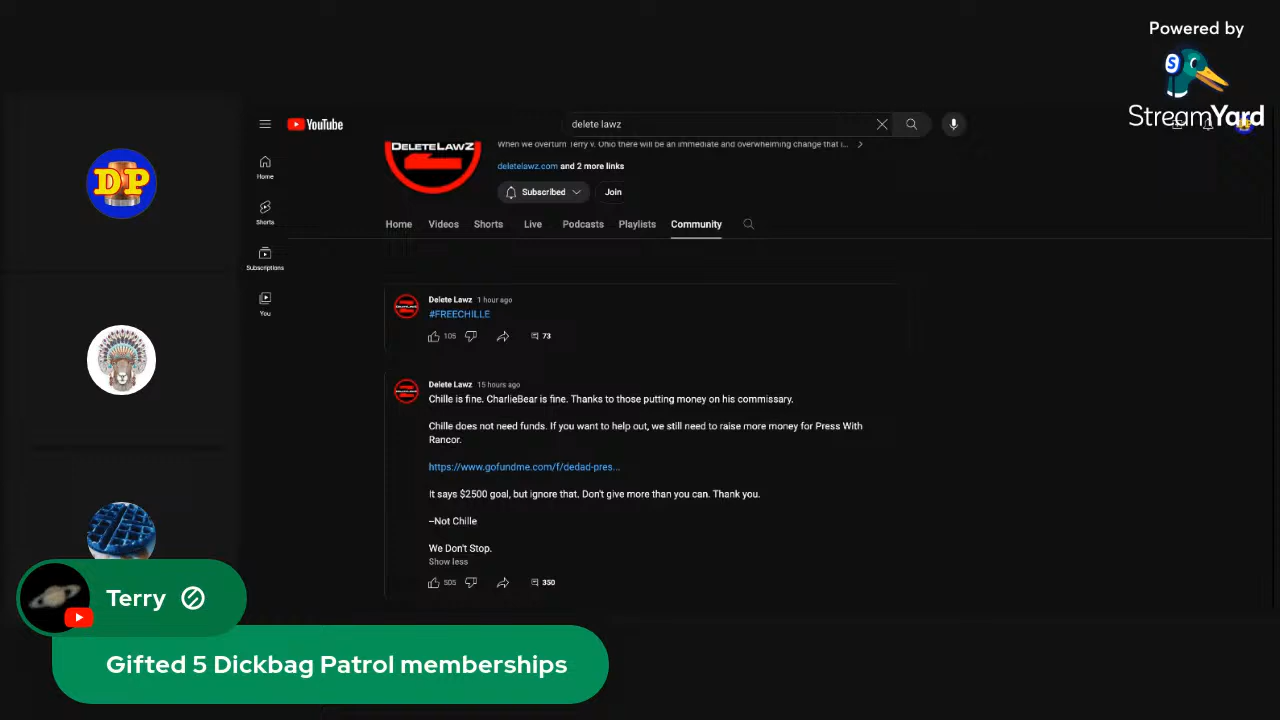 Powered by
StreamYard
YouTube
delete lawz
DP
Home
Shorts
Subscriptions
You
DELETELAWZ
When we overturn Terry v. Ohio there will be an immediate and overwhelming change that i...
deletelawz.com and 2 more links
Subscribed
Join
Home
Videos
Shorts
Live
Podcasts
Playlists
Community
Delete Lawz 1 hour ago
#FREECHILLE
105
73
Delete Lawz 15 hours ago
Chille is fine. CharlieBear is fine. Thanks to those putting money on his commissary.
Chille does not need funds. If you want to help out, we still need to raise more money for Press With
Rancor.
https://www.gofundme.com/f/dedad-pres...
It says $2500 goal, but ignore that. Don't give more than you can. Thank you.
–Not Chille
We Don't Stop.
Show less
505
350
Terry
Gifted 5 Dickbag Patrol memberships